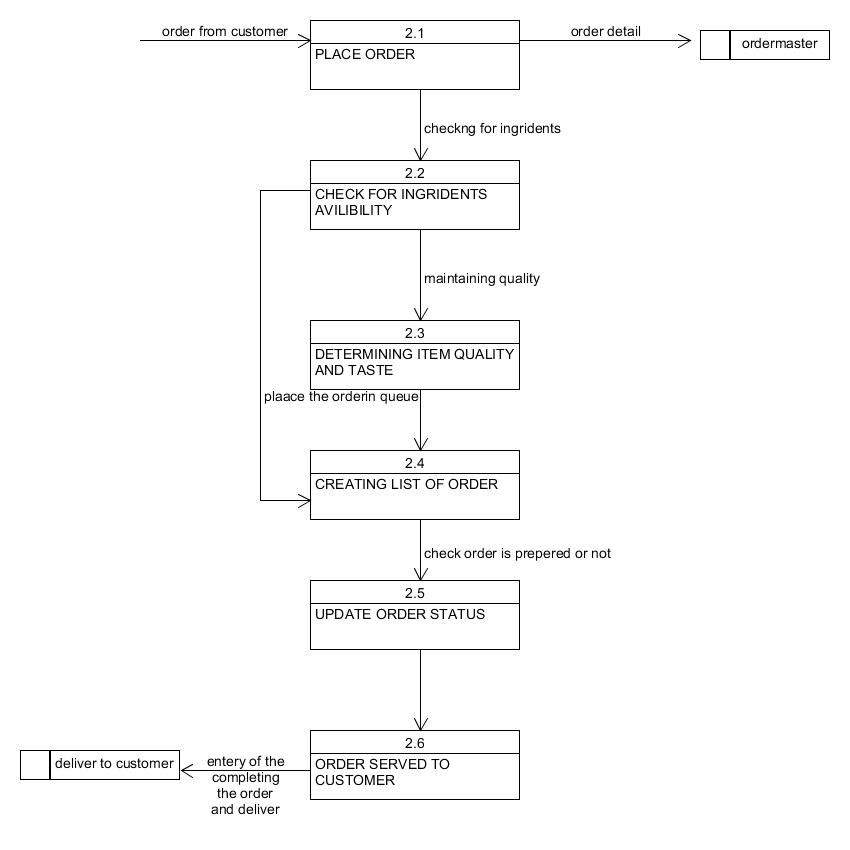 order from customer
2.1
PLACE ORDER
order detail
ordermaster
checkng for ingridents
2.2
CHECK FOR INGRIDENTS
AVILIBILITY
maintaining quality
2.3
DETERMINING ITEM QUALITY
AND TASTE
plaace the orderin queue
2.4
CREATING LIST OF ORDER
check order is prepered or not
2.5
UPDATE ORDER STATUS
2.6
ORDER SERVED TO
CUSTOMER
entery of the
completing
the order
and deliver
deliver to customer